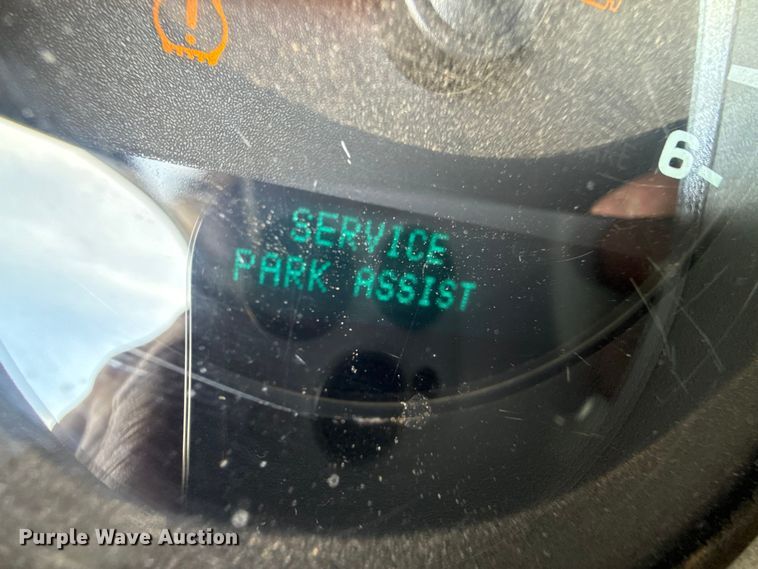 !
SERVICE
PARK ASSIST
6
Purple Wave Auction